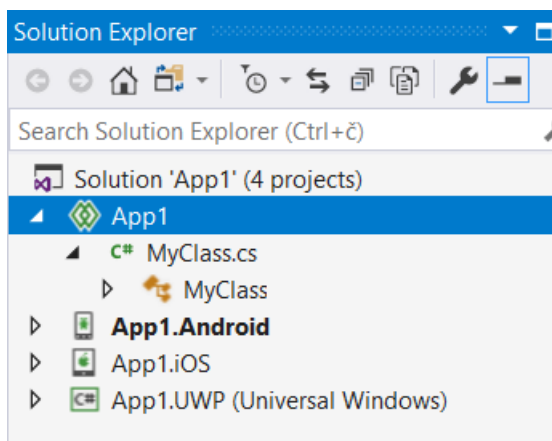 Solution Explorer
Search Solution Explorer (Ctrl+č)
Solution 'App1' (4 projects)
App1
C# MyClass.cs
MyClass
App1.Android
App1.iOS
C# App1.UWP (Universal Windows)